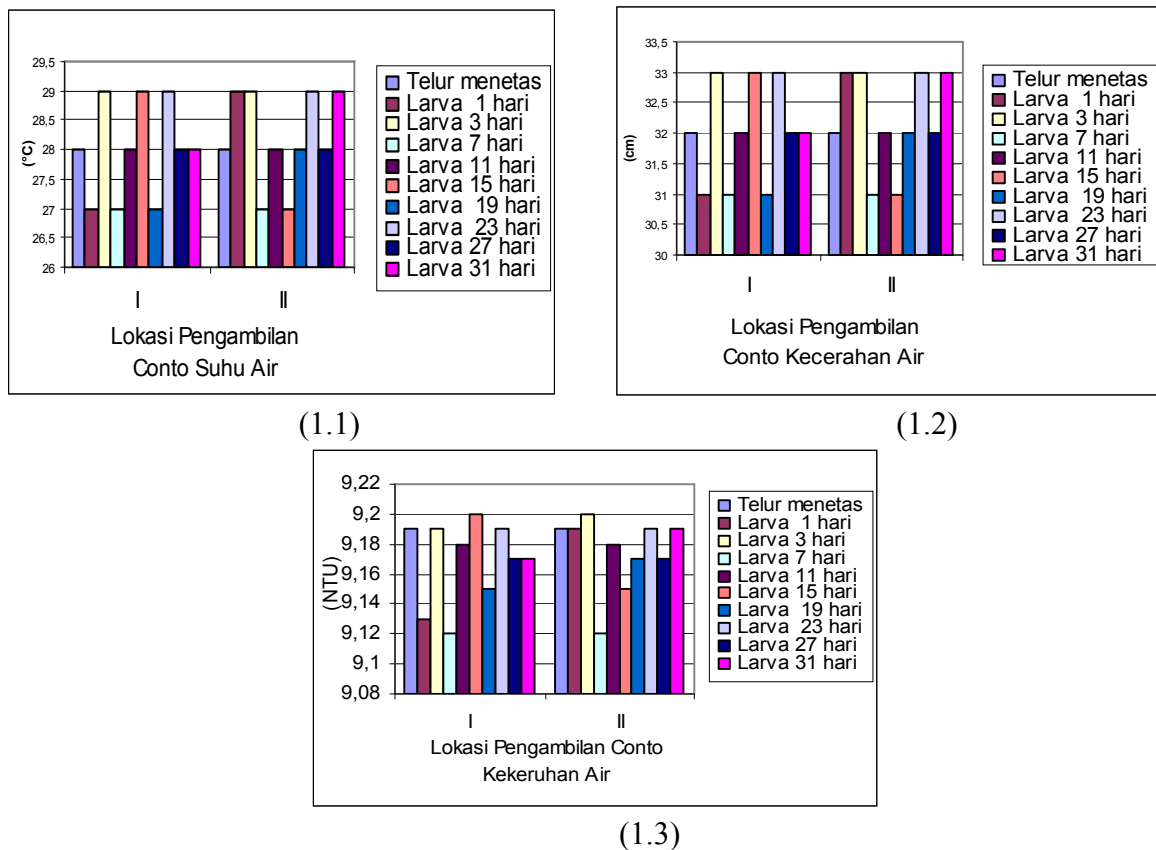 29,5
29
28,5
28
27,5
27
26,5
26
(°C)
I
II
Lokasi Pengambilan
Conto Suhu Air
Telur menetas
Larva 1 hari
Larva 3 hari
Larva 7 hari
Larva 11 hari
Larva 15 hari
Larva 19 hari
Larva 23 hari
Larva 27 hari
Larva 31 hari
(1.1)
33,5
33
32,5
32
31,5
31
30,5
30
(cm)
I
II
Lokasi Pengambilan
Conto Kecerahan Air
Telur menetas
Larva 1 hari
Larva 3 hari
Larva 7 hari
Larva 11 hari
Larva 15 hari
Larva 19 hari
Larva 23 hari
Larva 27 hari
Larva 31 hari
(1.2)
9,22
9,2
9,18
9,16
9,14
9,12
9,1
9,08
(NTU)
I
II
Lokasi Pengambilan Conto
Kekeruhan Air
Telur menetas
Larva 1 hari
Larva 3 hari
Larva 7 hari
Larva 11 hari
Larva 15 hari
Larva 19 hari
Larva 23 hari
Larva 27 hari
Larva 31 hari
(1.3)